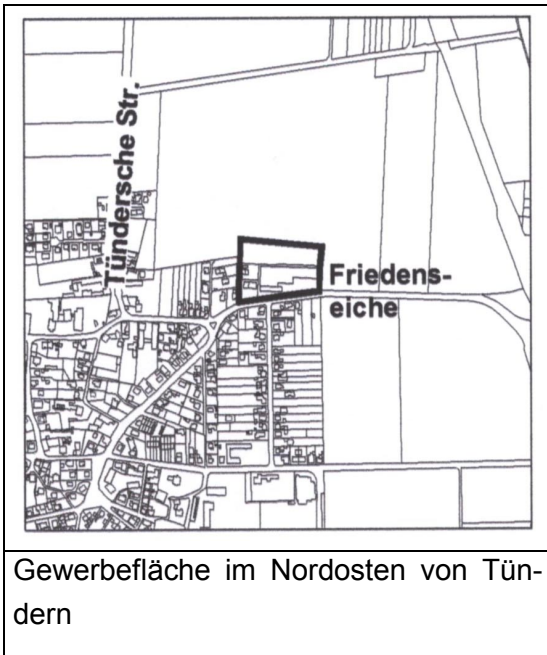 Tündersche Str.
Friedens-
eiche
Gewerbefläche im Nordosten von Tün-
dern